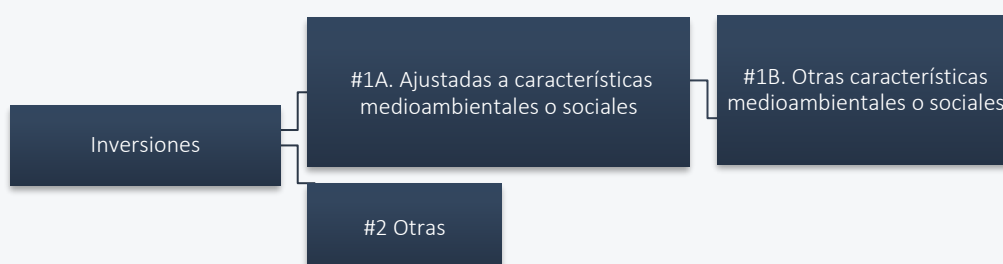 Inversiones
#1A. Ajustadas a características
medioambientales o sociales
#1B. Otras características
medioambientales o sociales
#2 Otras